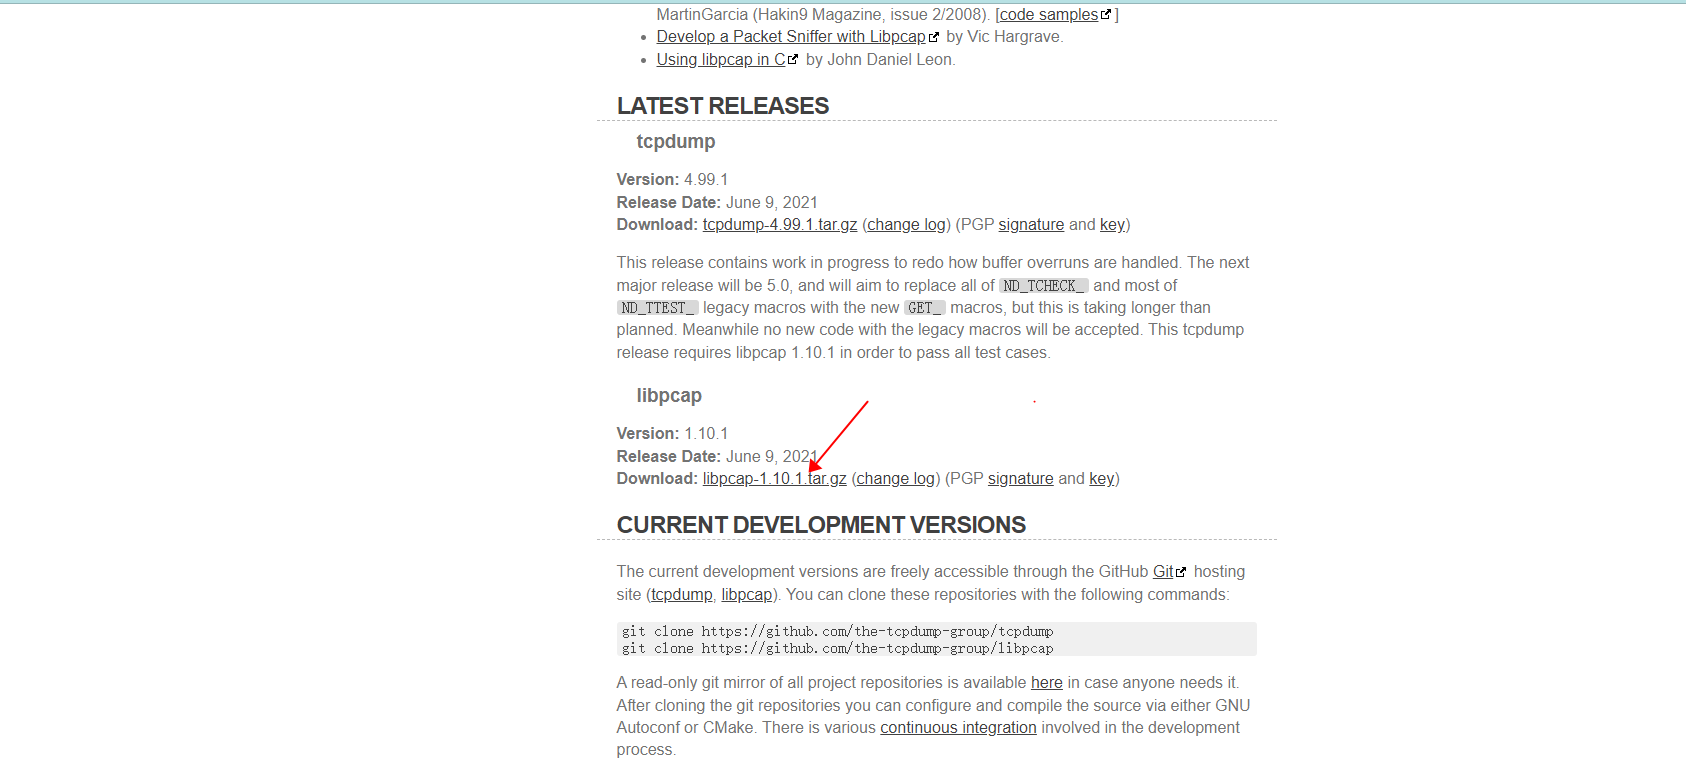 MartinGarcia (Hakin9 Magazine, issue 2/2008). [code samples]
• Develop a Packet Sniffer with Libpcap by Vic Hargrave.
• Using libpcap in C by John Daniel Leon.
LATEST RELEASES
tcpdump
Version: 4.99.1
Release Date: June 9, 2021
Download: tcpdump-4.99.1.tar.gz (change log) (PGP signature and key)
This release contains work in progress to redo how buffer overruns are handled. The next
major release will be 5.0, and will aim to replace all of ND_TCHECK_ and most of
ND_TTEST_ legacy macros with the new GET_ macros, but this is taking longer than
planned. Meanwhile no new code with the legacy macros will be accepted. This tcpdump
release requires libpcap 1.10.1 in order to pass all test cases.
libpcap
Version: 1.10.1
Release Date: June 9, 2021
Download: libpcap-1.10.1.tar.gz (change log) (PGP signature and key)
CURRENT DEVELOPMENT VERSIONS
The current development versions are freely accessible through the GitHub Git hosting
site (tcpdump, libpcap). You can clone these repositories with the following commands:
git clone https://github.com/the-tcpdump-group/tcpdump
git clone https://github.com/the-tcpdump-group/libpcap
A read-only git mirror of all project repositories is available here in case anyone needs it.
After cloning the git repositories you can configure and compile the source via either GNU
Autoconf or CMake. There is various continuous integration involved in the development
process.